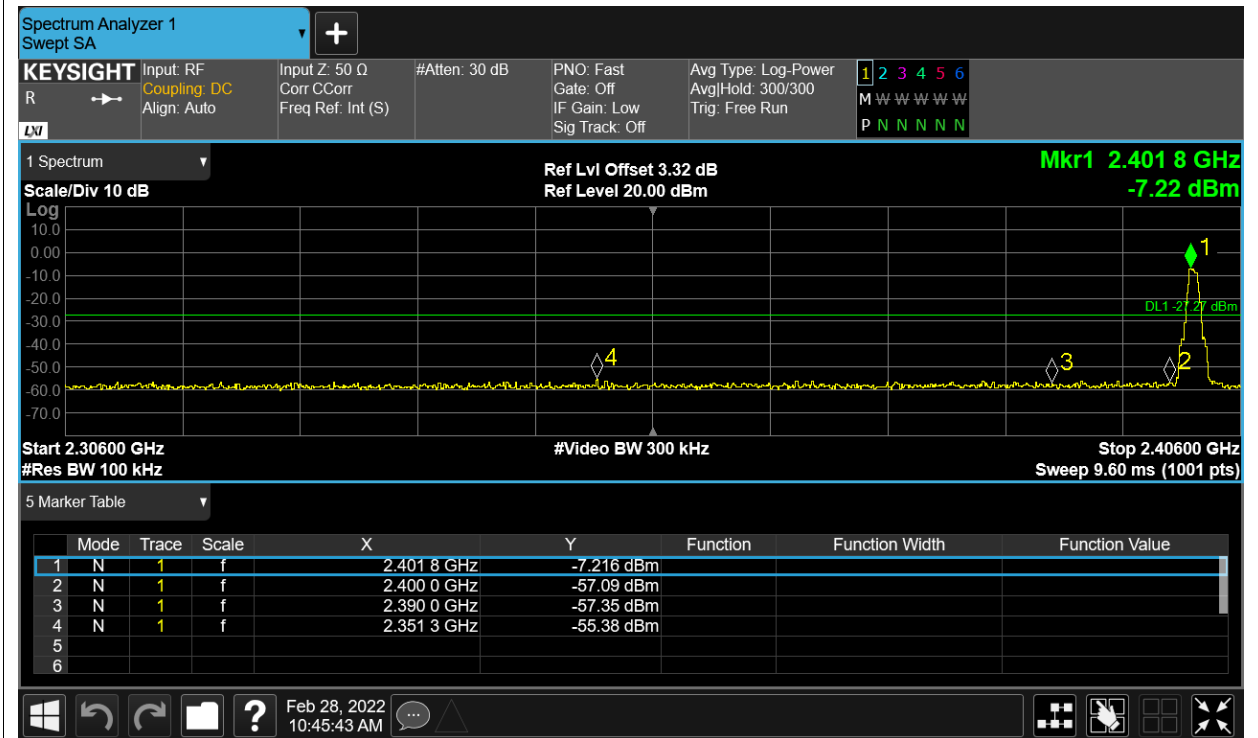 Spectrum Analyzer 1
Swept SA
KEYSIGHT
R
LXI
Input: RF
Coupling: DC
Align: Auto
Input Z: 50 Ω
Corr CCorr
Freq Ref: Int (S)
#Atten: 30 dB
PNO: Fast
Gate: Off
IF Gain: Low
Sig Track: Off
Avg Type: Log-Power
Avg|Hold: 300/300
Trig: Free Run
1 2 3 4 5 6
M W W W W W
P N N N N N
1 Spectrum
Scale/Div 10 dB
Ref Lvl Offset 3.32 dB
Ref Level 20.00 dBm
Mkr1 2.401 8 GHz
-7.22 dBm
Log
10.0
0.00
-10.0
-20.0
-30.0
-40.0
-50.0
-60.0
-70.0
1
DL1 -27.27 dBm
4
3
2
Start 2.30600 GHz
#Res BW 100 kHz
#Video BW 300 kHz
Stop 2.40600 GHz
Sweep 9.60 ms (1001 pts)
5 Marker Table
Mode Trace Scale X Y Function Function Width Function Value
1 N 1 f 2.401 8 GHz -7.216 dBm
2 N 1 f 2.400 0 GHz -57.09 dBm
3 N 1 f 2.390 0 GHz -57.35 dBm
4 N 1 f 2.351 3 GHz -55.38 dBm
5
6
?
Feb 28, 2022
10:45:43 AM